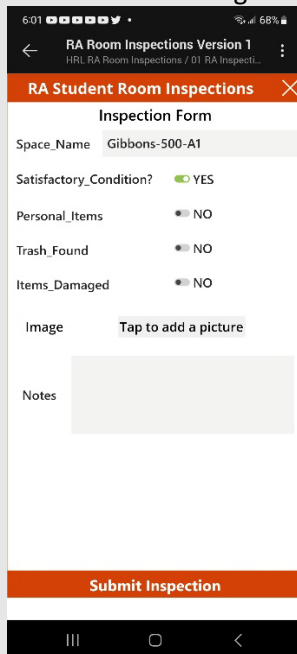 6:01 68%
RA Room Inspections Version 1
HRL RA Room Inspections / 01 RA Inspecti...
RA Student Room Inspections
Inspection Form
Space_Name Gibbons-500-A1
Satisfactory_Condition? YES
Personal_Items NO
Trash_Found NO
Items_Damaged NO
Image Tap to add a picture
Notes
Submit Inspection